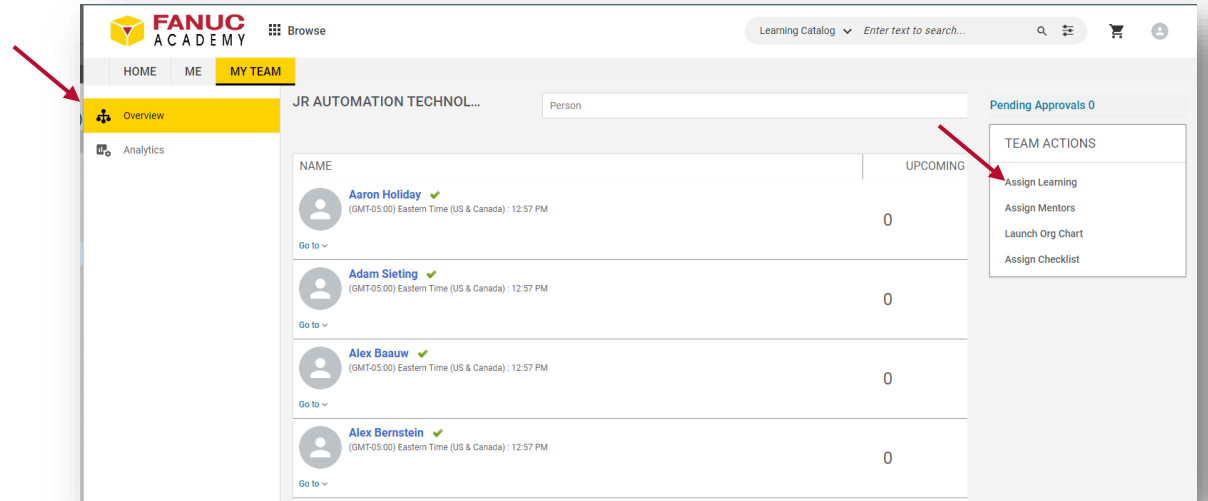 FANUC
ACADEMY
Browse
Learning Catalog Enter text to search...
HOME ME MY TEAM
Overview
Analytics
JR AUTOMATION TECHNOL...
Person
Pending Approvals 0
TEAM ACTIONS
Assign Learning
Assign Mentors
Launch Org Chart
Assign Checklist
NAME UPCOMING
Aaron Holiday
(GMT-05:00) Eastern Time (US & Canada) : 12:57 PM
0
Go to
Adam Sieting
(GMT-05:00) Eastern Time (US & Canada) : 12:57 PM
0
Go to
Alex Baauw
(GMT-05:00) Eastern Time (US & Canada) : 12:57 PM
0
Go to
Alex Bernstein
(GMT-05:00) Eastern Time (US & Canada) : 12:57 PM
0
Go to